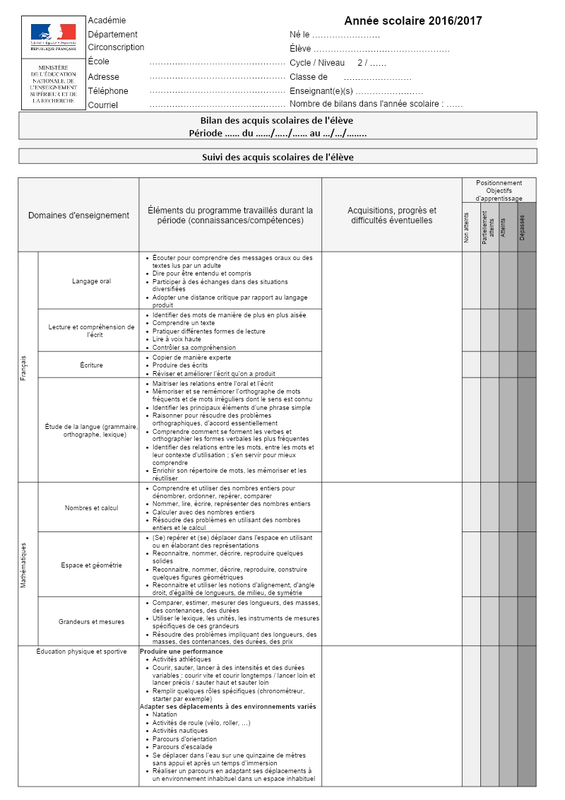 Liberté • Égalité • Fraternité
RÉPUBLIQUE FRANÇAISE
MINISTÈRE
DE L'ÉDUCATION
NATIONALE, DE
L'ENSEIGNEMENT
SUPÉRIEUR ET DE
LA RECHERCHE
Académie
Département
Circonscription
École ……………………………………
Adresse ……………………………………
Téléphone ……………………………………
Courriel ……………………………………
Année scolaire 2016/2017
Né le ……………………
Élève …………………………………………
Cycle / Niveau 2 / ……
Classe de ……………………
Enseignant(e)(s) ……………………
Nombre de bilans dans l'année scolaire : ……
Bilan des acquis scolaires de l'élève
Période …… du ……/…../…… au …/…/……..
Suivi des acquis scolaires de l'élève
Domaines d'enseignement
Éléments du programme travaillés durant la
période (connaissances/compétences)
Acquisitions, progrès et
difficultés éventuelles
Positionnement
Objectifs
d'apprentissage
Non atteints
Partiellement
atteints
Atteints
Dépassés
Français
Langage oral
• Écouter pour comprendre des messages oraux ou des
textes lus par un adulte
• Dire pour être entendu et compris
• Participer à des échanges dans des situations
diversifiées
• Adopter une distance critique par rapport au langage
produit
Lecture et compréhension de
l'écrit
• Identifier des mots de manière de plus en plus aisée
• Comprendre un texte
• Pratiquer différentes formes de lecture
• Lire à voix haute
• Contrôler sa compréhension
Écriture
• Copier de manière experte
• Produire des écrits
• Réviser et améliorer l'écrit qu'on a produit
Étude de la langue (grammaire,
orthographe, lexique)
• Maitriser les relations entre l'oral et l'écrit
• Mémoriser et se remémorer l'orthographe de mots
fréquents et de mots irréguliers dont le sens est connu
• Identifier les principaux éléments d'une phrase simple
• Raisonner pour résoudre des problèmes
orthographiques, d'accord essentiellement
• Comprendre comment se forment les verbes et
orthographier les formes verbales les plus fréquentes
• Identifier des relations entre les mots, entre les mots et
leur contexte d'utilisation ; s'en servir pour mieux
comprendre
• Enrichir son répertoire de mots, les mémoriser et les
réutiliser
Mathématiques
Nombres et calcul
• Comprendre et utiliser des nombres entiers pour
dénombrer, ordonner, repérer, comparer
• Nommer, lire, écrire, représenter des nombres entiers
• Calculer avec des nombres entiers
• Résoudre des problèmes en utilisant des nombres
entiers et le calcul
Espace et géométrie
• (Se) repérer et (se) déplacer dans l'espace en utilisant
ou en élaborant des représentations
• Reconnaitre, nommer, décrire, reproduire quelques
solides
• Reconnaitre, nommer, décrire, reproduire, construire
quelques figures géométriques
• Reconnaitre et utiliser les notions d'alignement, d'angle
droit, d'égalité de longueurs, de milieu, de symétrie
Grandeurs et mesures
• Comparer, estimer, mesurer des longueurs, des masses,
des contenances, des durées
• Utiliser le lexique, les unités, les instruments de mesures
spécifiques de ces grandeurs
• Résoudre des problèmes impliquant des longueurs, des
masses, des contenances, des durées, des prix
Éducation physique et sportive
Produire une performance
• Activités athlétiques
• Courir, sauter, lancer à des intensités et des durées
variables : courir vite et courir longtemps / lancer loin et
lancer précis / sauter haut et sauter loin
• Remplir quelques rôles spécifiques (chronométreur,
starter par exemple)
Adapter ses déplacements à des environnements variés
• Natation
• Activités de roule (vélo, roller, …)
• Activités nautiques
• Parcours d'orientation
• Parcours d'escalade
• Se déplacer dans l'eau sur une quinzaine de mètres
sans appui et après un temps d'immersion
• Réaliser un parcours en adaptant ses déplacements à
un environnement inhabituel dans un espace inhabituel